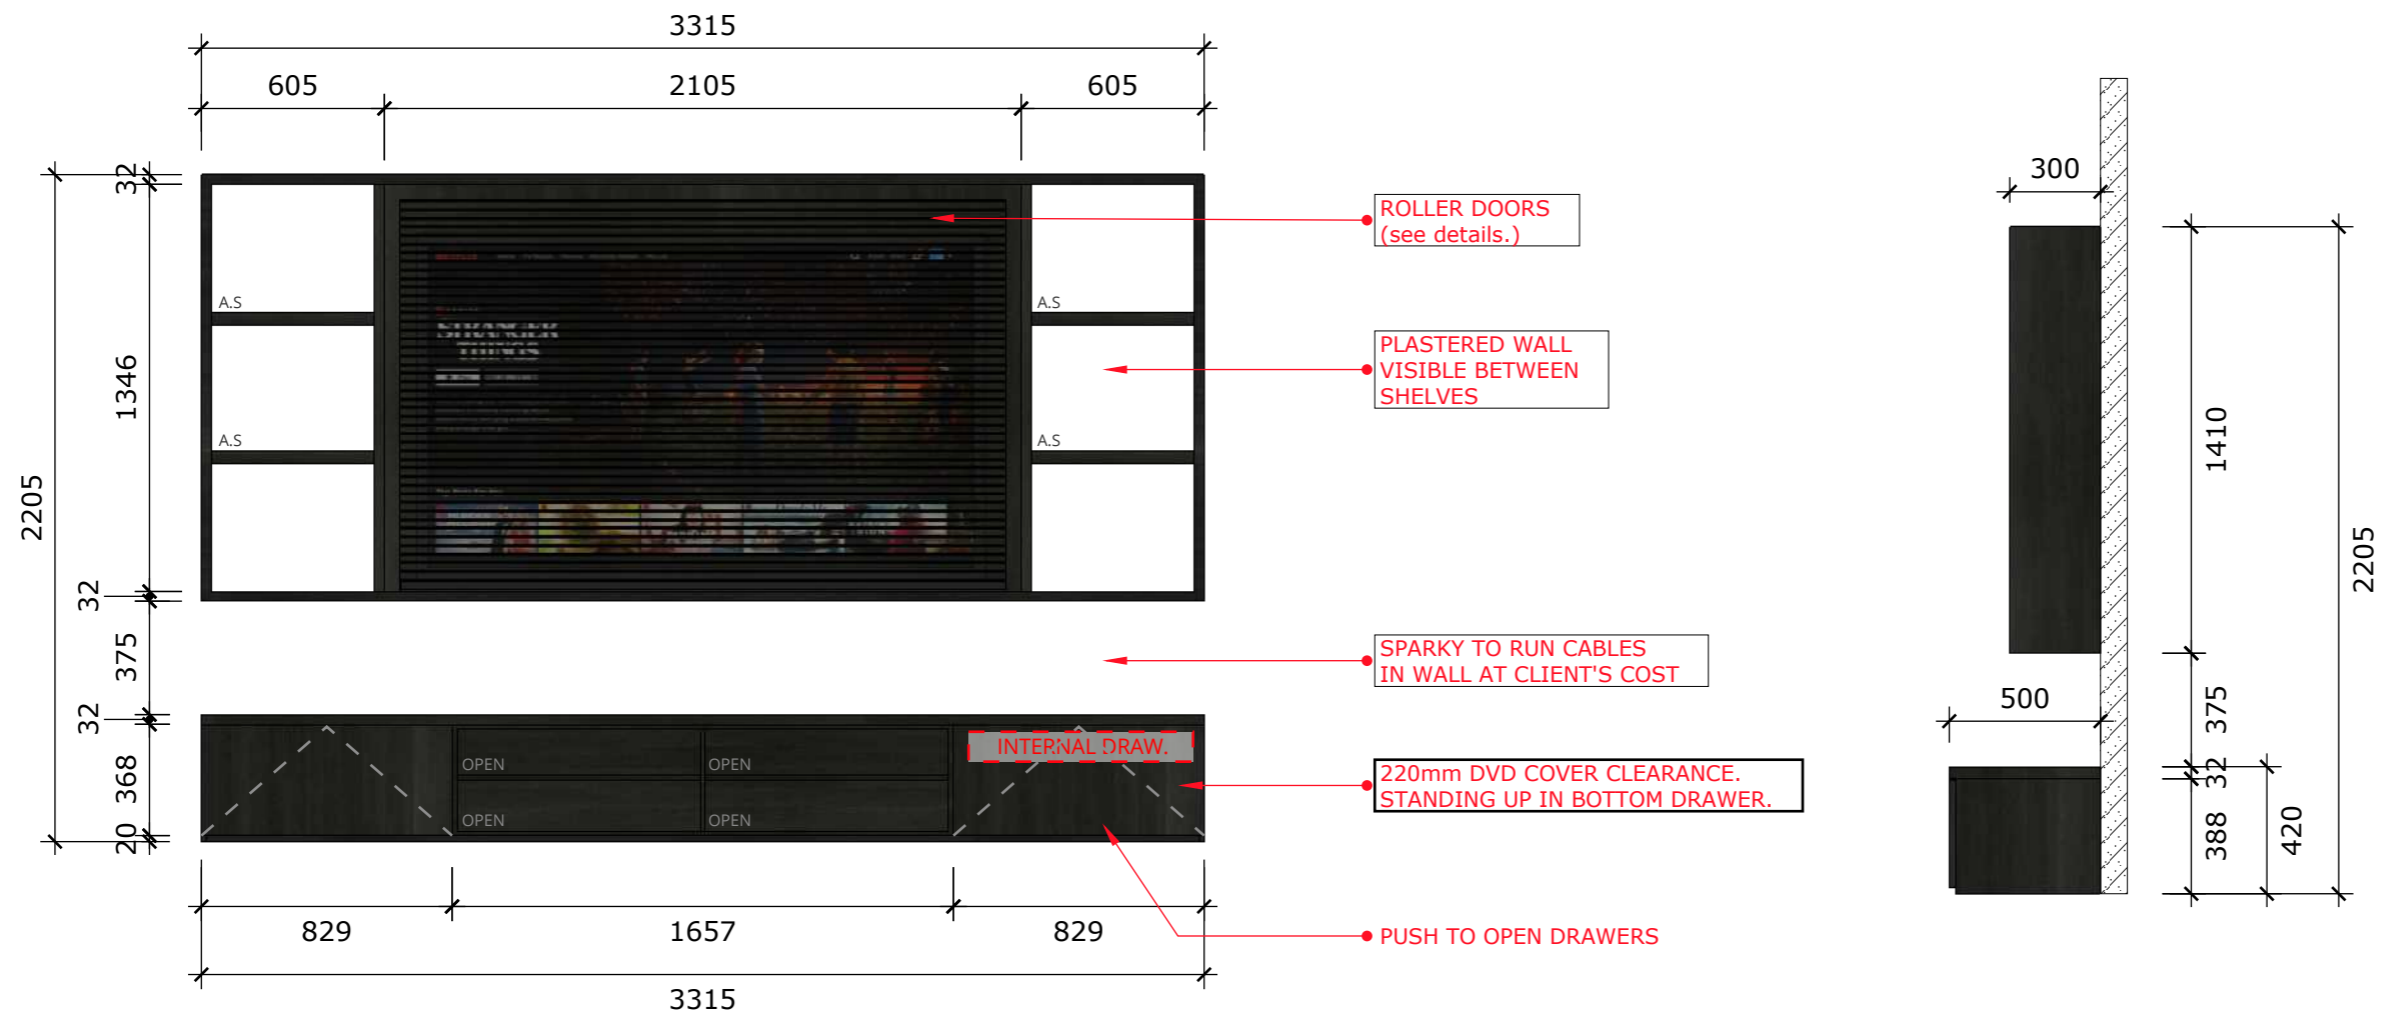 3315
605
2105
605
32
300
ROLLER DOORS
(see details.)
A.S
A.S
STRANGER
THINGS
PLASTERED WALL
VISIBLE BETWEEN
SHELVES
1346
1410
A.S
A.S
2205
2205
32
375
SPARKY TO RUN CABLES
IN WALL AT CLIENT'S COST
32
500
375
INTERNAL DRAW.
OPEN
OPEN
368
220mm DVD COVER CLEARANCE.
STANDING UP IN BOTTOM DRAWER.
32
OPEN
OPEN
20
388
420
829
1657
829
PUSH TO OPEN DRAWERS
3315